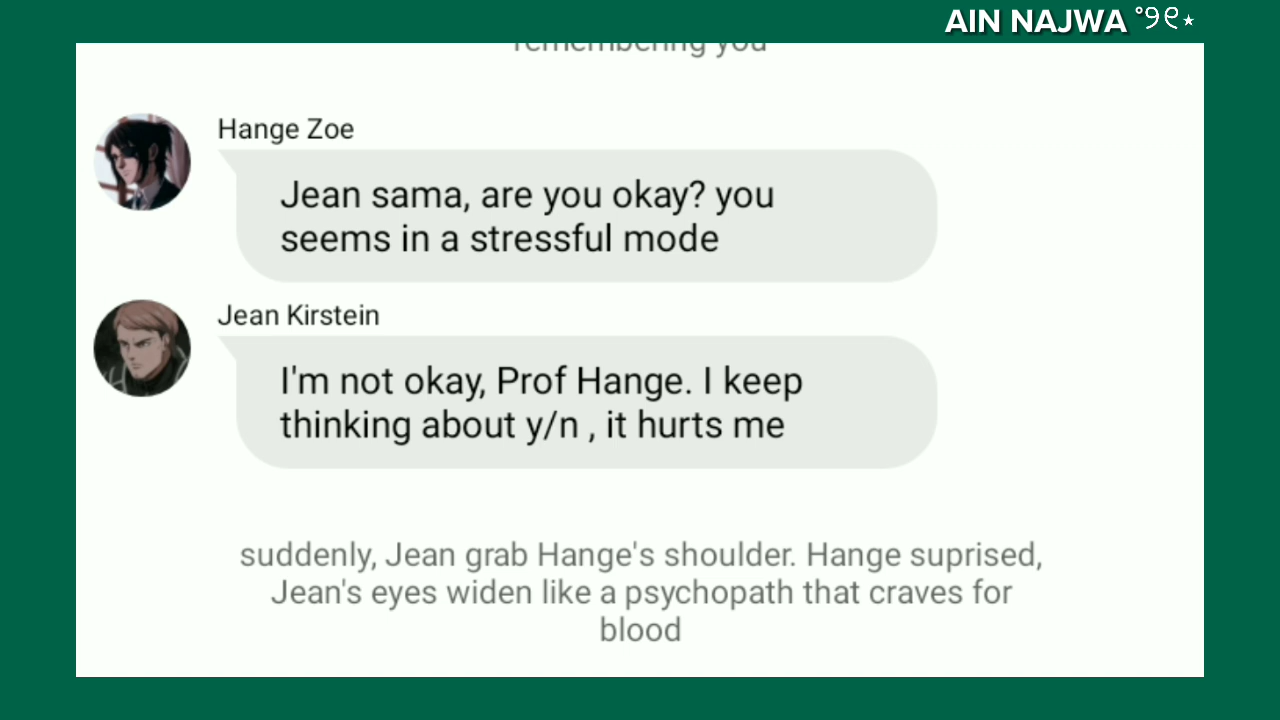 AIN NAJWA °୨୧⋆
remembering you
Hange Zoe
Jean sama, are you okay? you
seems in a stressful mode
Jean Kirstein
I'm not okay, Prof Hange. I keep
thinking about y/n , it hurts me
suddenly, Jean grab Hange's shoulder. Hange suprised,
Jean's eyes widen like a psychopath that craves for
blood